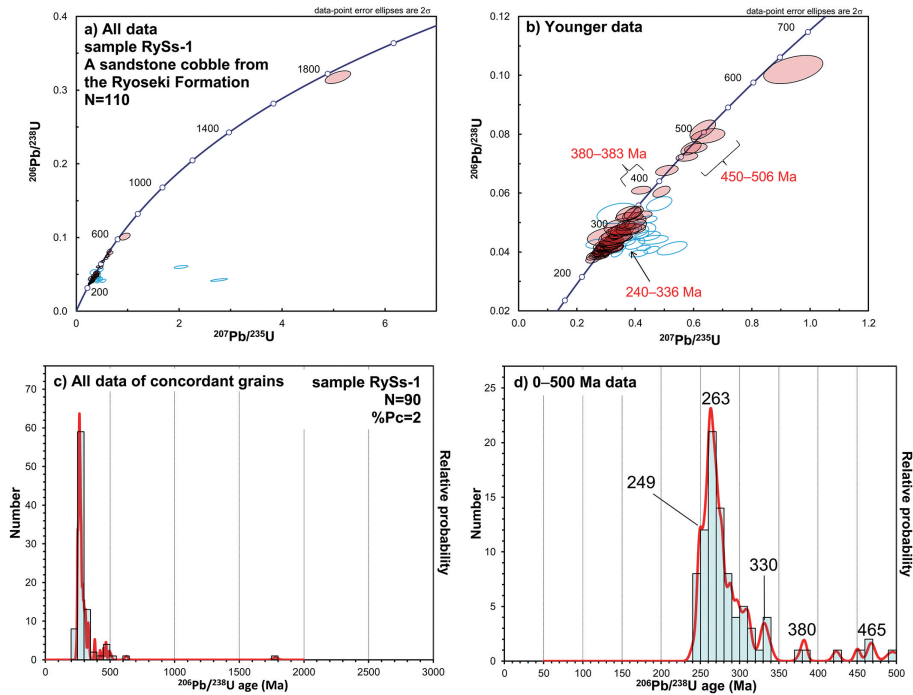 data-point error ellipses are 2σ
a) All data
sample RySs-1
A sandstone cobble from
the Ryoseki Formation
N=110
0.4
0.3
0.2
0.1
0.0
206Pb/238U
1800
1400
1000
600
200
0
2
4
6
207Pb/235U
data-point error ellipses are 2σ
b) Younger data
0.12
0.10
0.08
0.06
0.04
0.02
206Pb/238U
700
600
500
400
300
200
380–383 Ma
450–506 Ma
240–336 Ma
0.0
0.2
0.4
0.6
0.8
1.0
1.2
207Pb/235U
c) All data of concordant grains
sample RySs-1
N=90
%Pc=2
70
60
50
40
30
20
10
0
Number
Relative probability
0
500
1000
1500
2000
2500
3000
206Pb/238U age (Ma)
d) 0–500 Ma data
25
20
15
10
5
0
Number
Relative probability
263
249
330
380
465
0
50
100
150
200
250
300
350
400
450
500
206Pb/238U age (Ma)